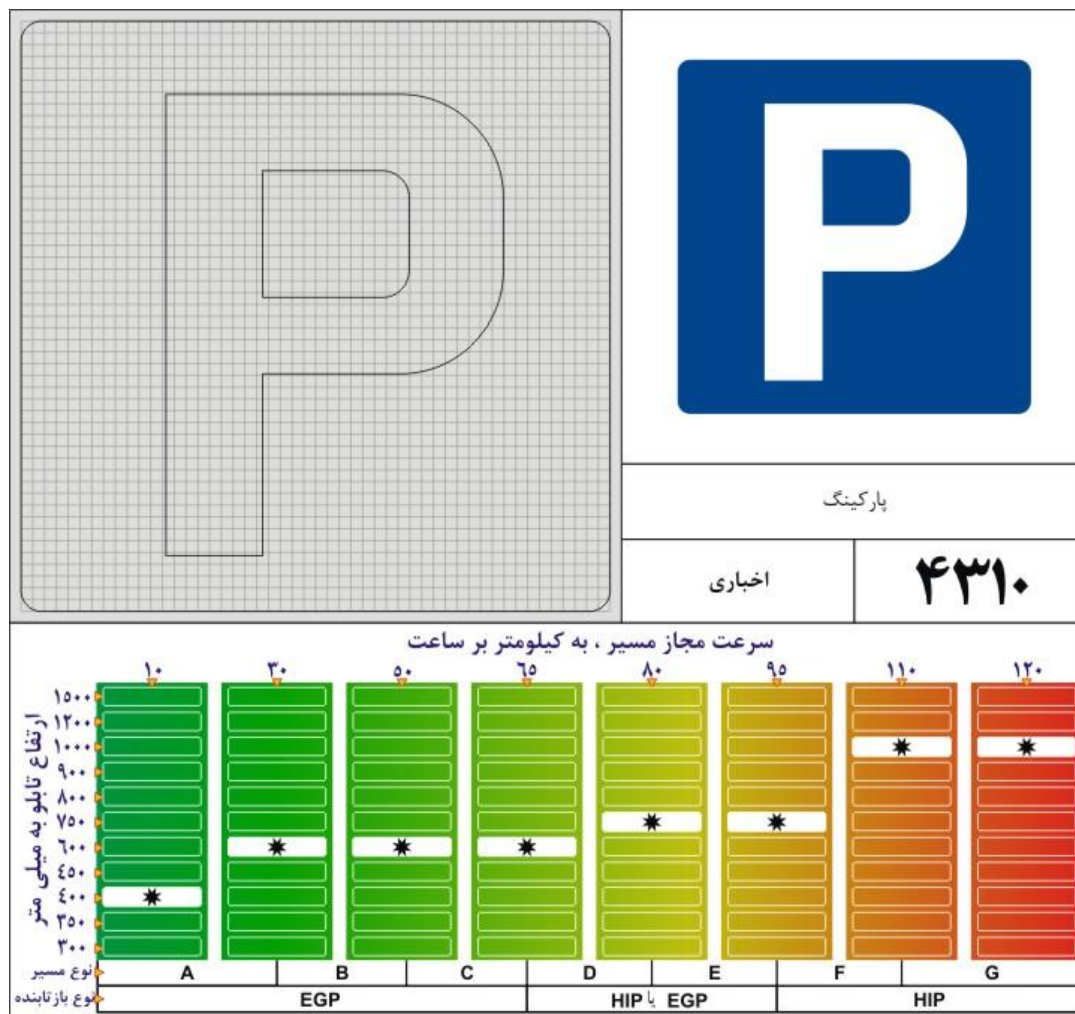 P
P
پارکینگ
۴۳۱۰
اخباری
سرعت مجاز مسیر ، به کیلومتر بر ساعت
۱۰ ۳۰ ۵۰ ۶۵ ۸۰ ۹۵ ۱۱۰ ۱۲۰
ارتفاع تابلو به میلی متر
۱۵۰۰
۱۲۰۰
۱۰۰۰
۹۰۰
۸۰۰
۷۵۰
۶۰۰
۴۵۰
۴۰۰
۳۵۰
۳۰۰
نوع مسیر A B C D E F G
نوع بازتابنده EGP HIP یا EGP HIP